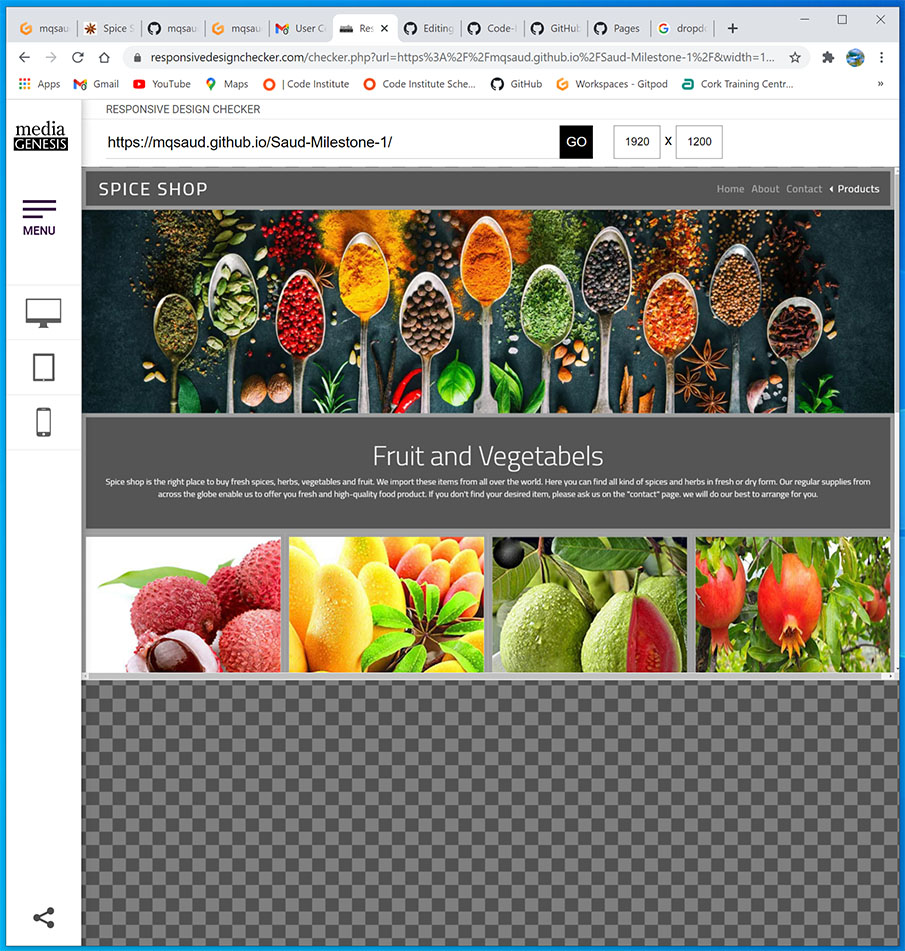 mqsau
Spice S
mqsau
mqsau
User C
Res
Editing
Code-I
GitHub
Pages
dropdo
responsivedesignchecker.com/checker.php?url=https%3A%2F%2Fmqsaud.github.io%2FSaud-Milestone-1%2F&width=1...
Apps Gmail YouTube Maps | Code Institute Code Institute Sche... GitHub Workspaces - Gitpod Cork Training Centr... »
RESPONSIVE DESIGN CHECKER
media
GENESIS
https://mqsaud.github.io/Saud-Milestone-1/ GO 1920 X 1200
MENU
SPICE SHOP Home About Contact Products
Fruit and Vegetabels
Spice shop is the right place to buy fresh spices, herbs, vegetables and fruit. We import these items from all over the world. Here you can find all kind of spices and herbs in fresh or dry form. Our regular supplies from
across the globe enable us to offer you fresh and high-quality food product. If you don't find your desired item, please ask us on the "contact" page. we will do our best to arrange for you.